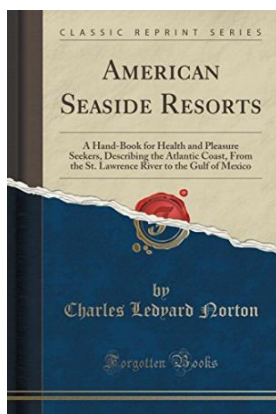 CLASSIC REPRINT SERIES
AMERICAN
SEASIDE RESORTS
A Hand-Book for Health and Pleasure
Seekers, Describing the Atlantic Coast, From
the St. Lawrence River to the Gulf of Mexico
by
Charles Ledyard Norton
Forgotten Books